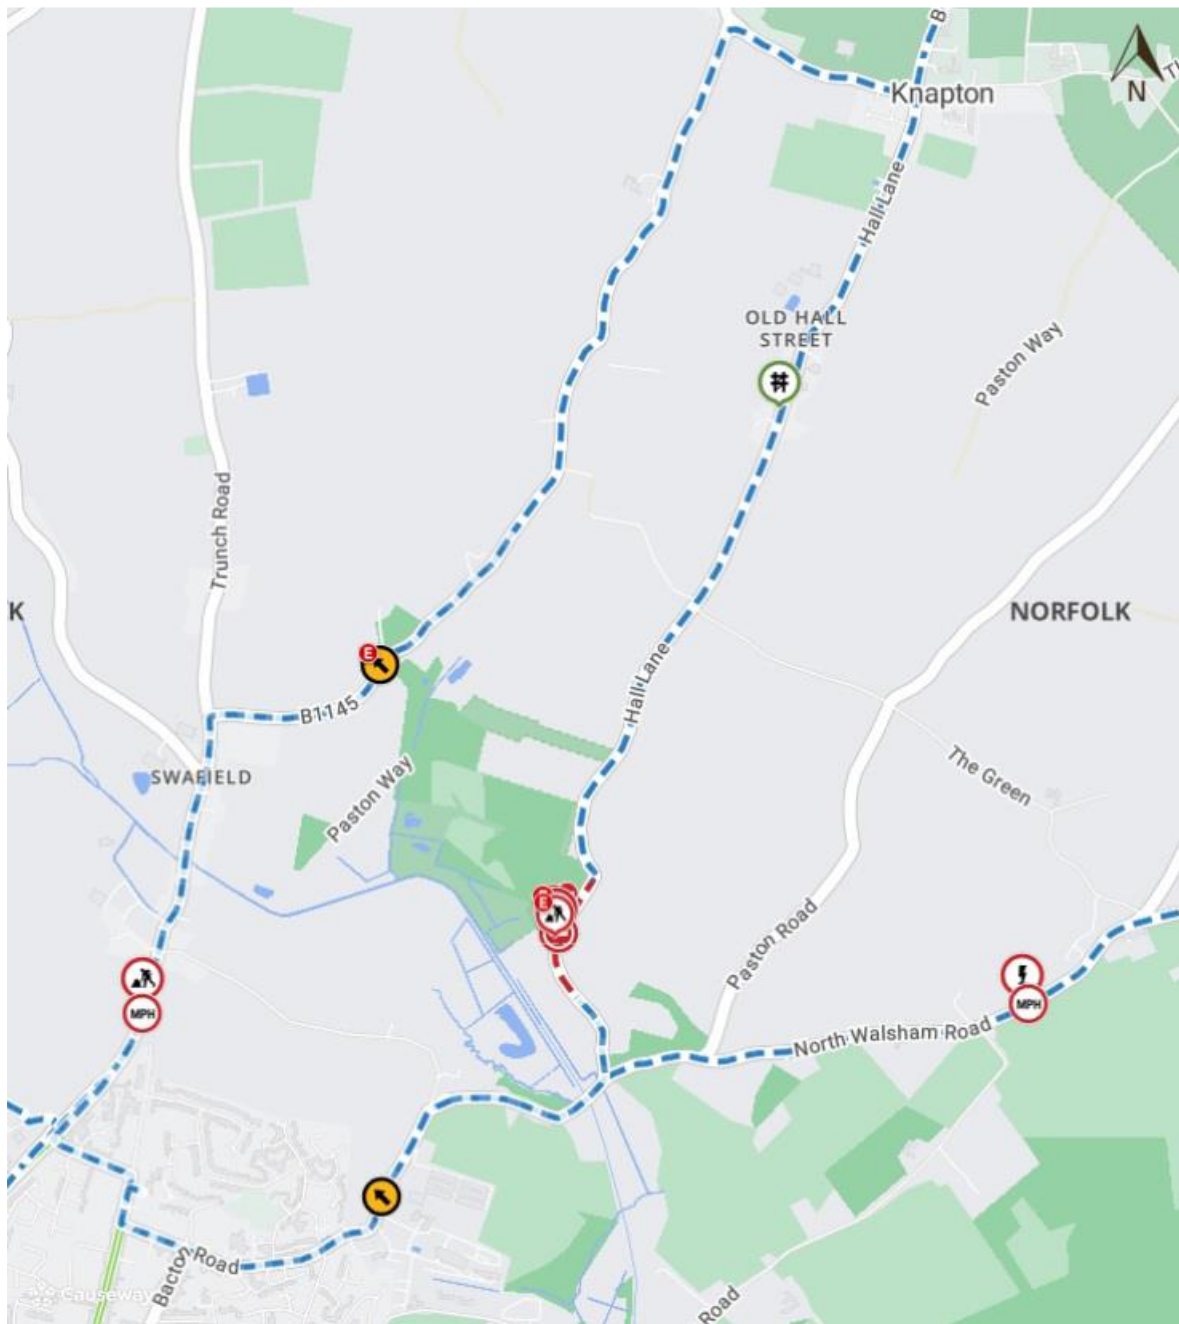 B
N
Th
Knapton
Hall Lane
OLD HALL
STREET
Paston Way
Trunch Road
K
NORFOLK
E
Hall Lane
B1145
SWAFIELD
The Green
Paston Way
E
Paston Road
MPH
MPH
North Walsham Road
Bacton Road
Causeway
Road